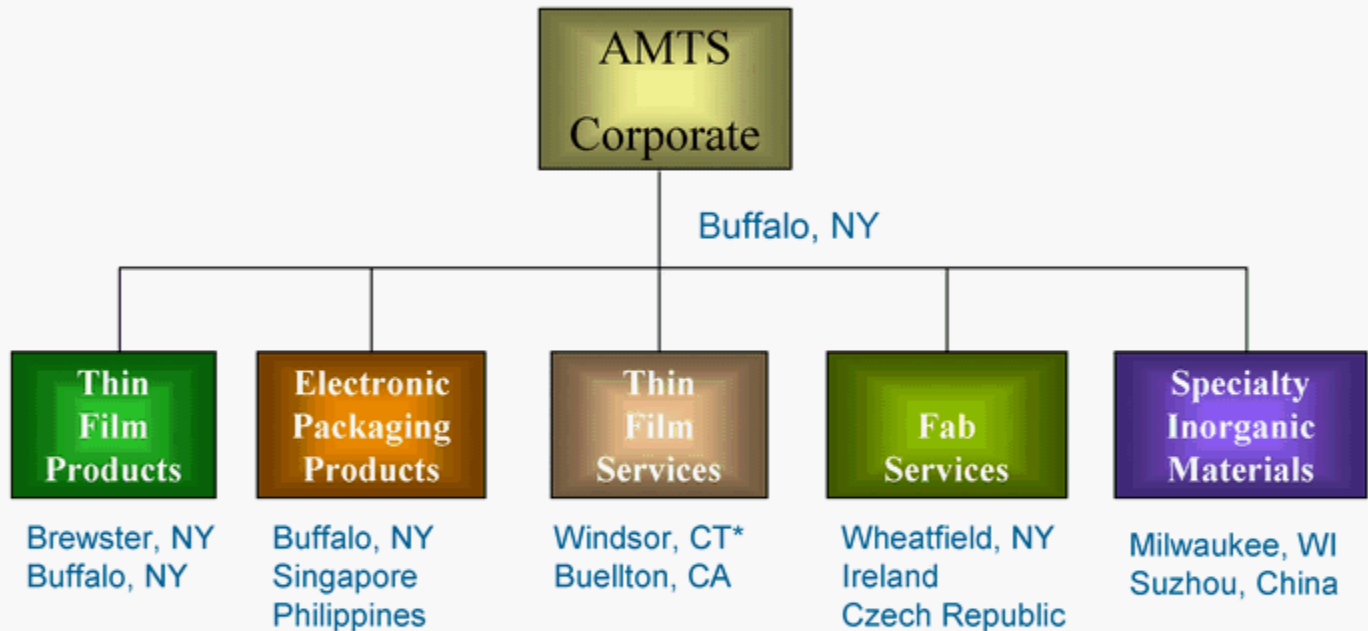 AMTS
Corporate
Buffalo, NY
Thin
Film
Products
Electronic
Packaging
Products
Thin
Film
Services
Fab
Services
Specialty
Inorganic
Materials
Brewster, NY
Buffalo, NY
Buffalo, NY
Singapore
Philippines
Windsor, CT*
Buellton, CA
Wheatfield, NY
Ireland
Czech Republic
Milwaukee, WI
Suzhou, China